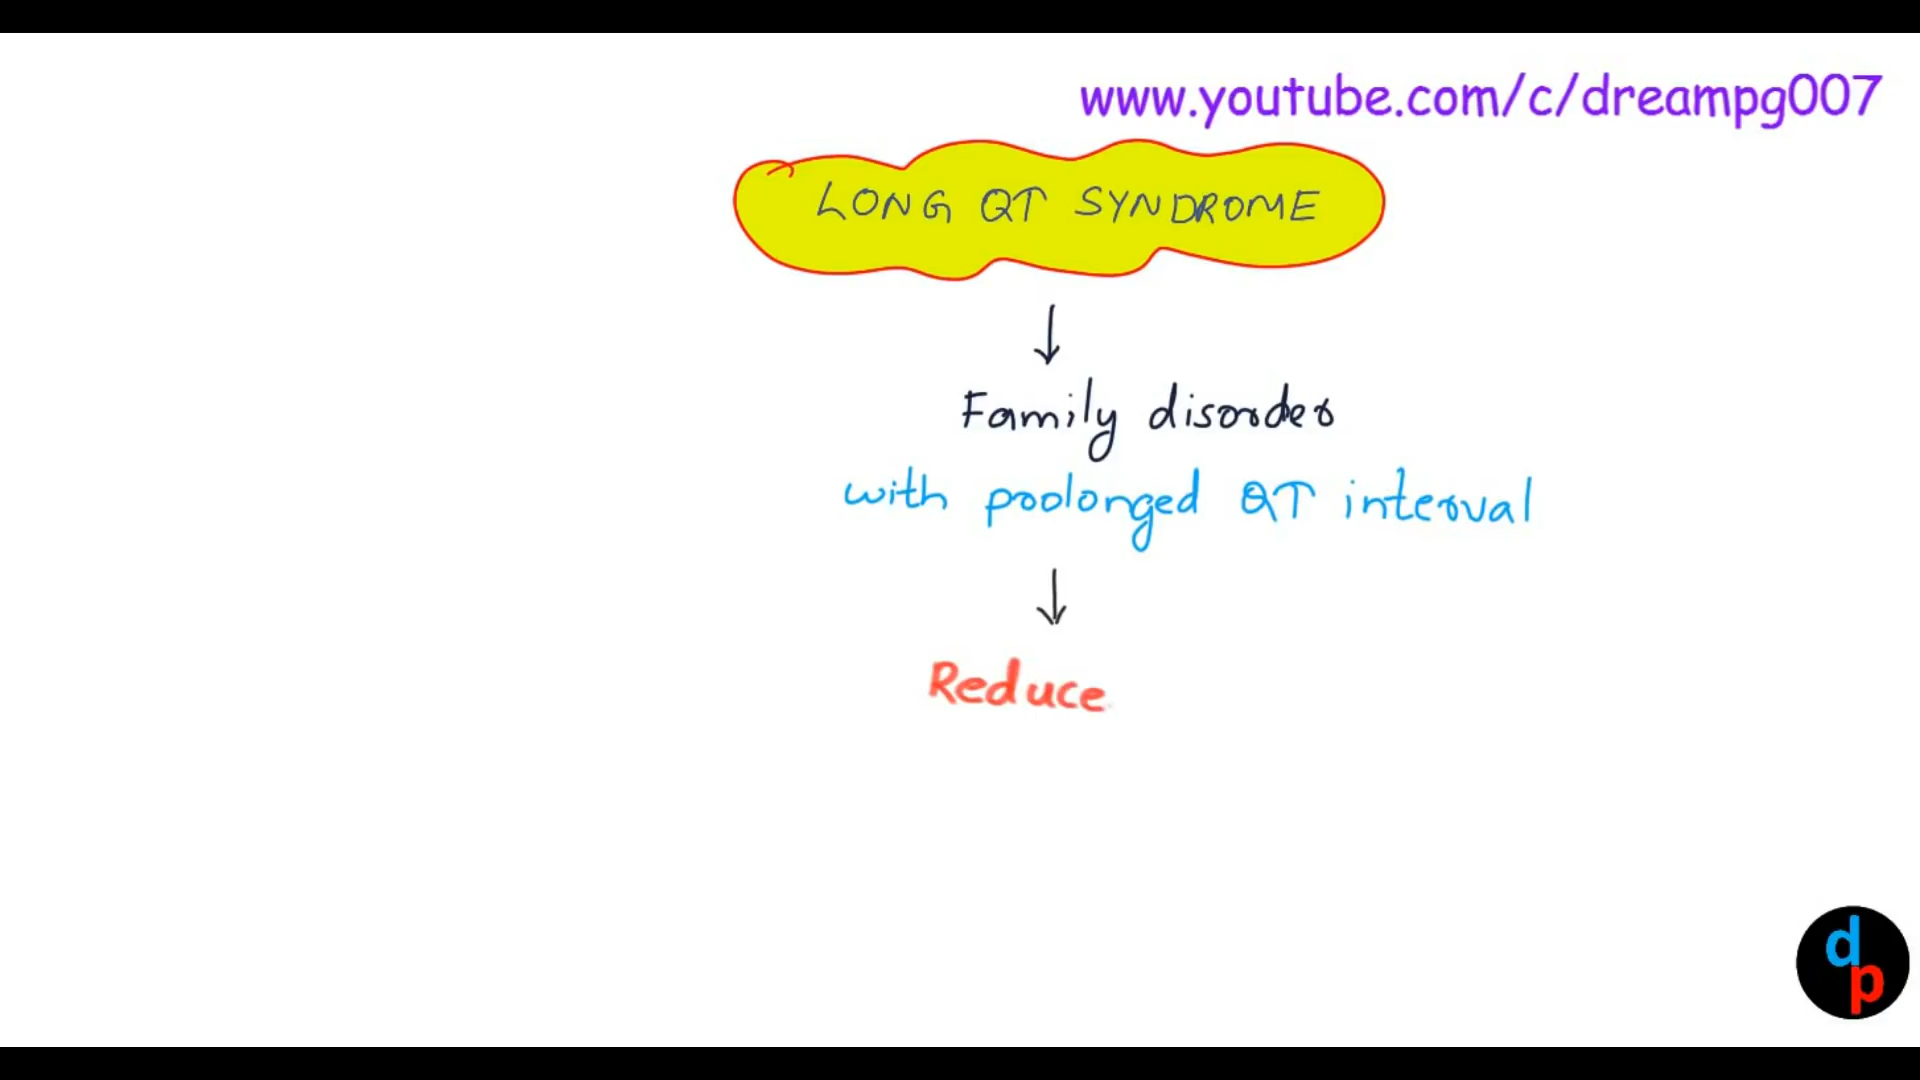 www.youtube.com/c/dreampg007
LONG QT SYNDROME
Family disorder
with prolonged QT interval
Reduce
dp